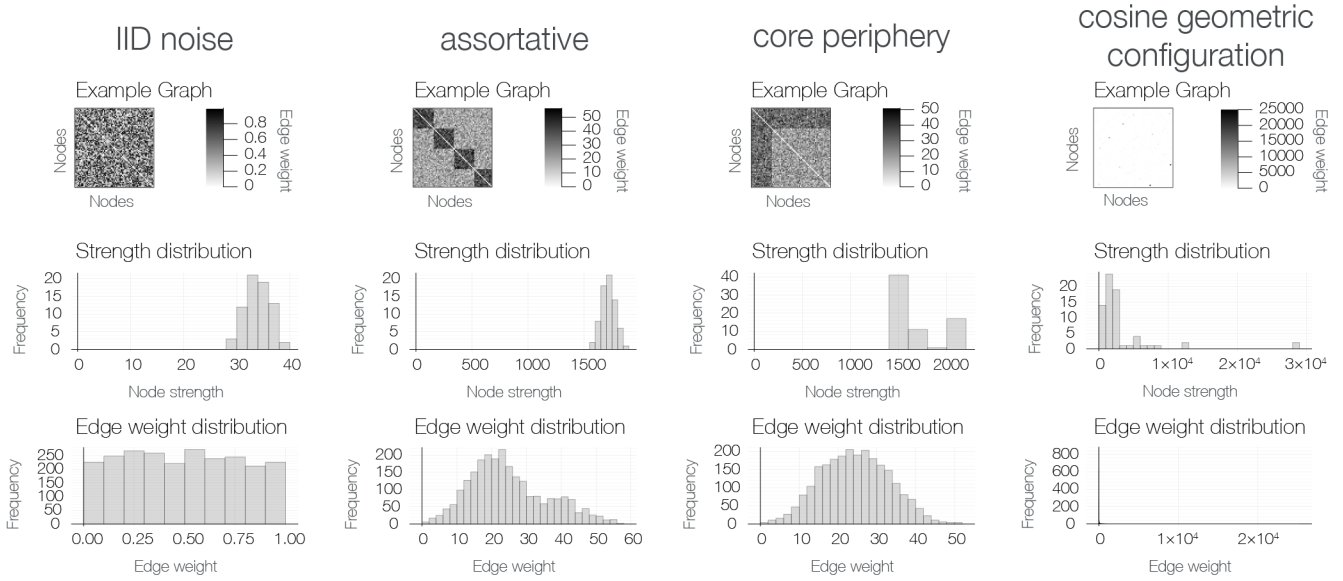 IID noise
assortative
core periphery
cosine geometric
configuration
Example Graph
Nodes
Nodes
0.8
0.6
0.4
0.2
0
Edge weight
Example Graph
Nodes
50
40
30
20
10
0
Edge weight
Example Graph
Nodes
50
40
30
20
10
0
Edge weight
Example Graph
Nodes
Nodes
25000
20000
15000
10000
5000
0
Edge weight
Strength distribution
Frequency
20
15
10
5
0
0 10 20 30 40
Node strength
Strength distribution
Frequency
20
15
10
5
0
0 500 1000 1500
Node strength
Strength distribution
Frequency
40
30
20
10
0
0 500 1000 1500 2000
Node strength
Strength distribution
Frequency
20
15
10
5
0
0 1×10⁴ 2×10⁴ 3×10⁴
Node strength
Edge weight distribution
Frequency
250
200
150
100
50
0
0.00 0.25 0.50 0.75 1.00
Edge weight
Edge weight distribution
Frequency
200
150
100
50
0
0 10 20 30 40 50 60
Edge weight
Edge weight distribution
Frequency
200
150
100
50
0
0 10 20 30 40 50
Edge weight
Edge weight distribution
Frequency
800
600
400
200
0
0 1×10⁴ 2×10⁴
Edge weight